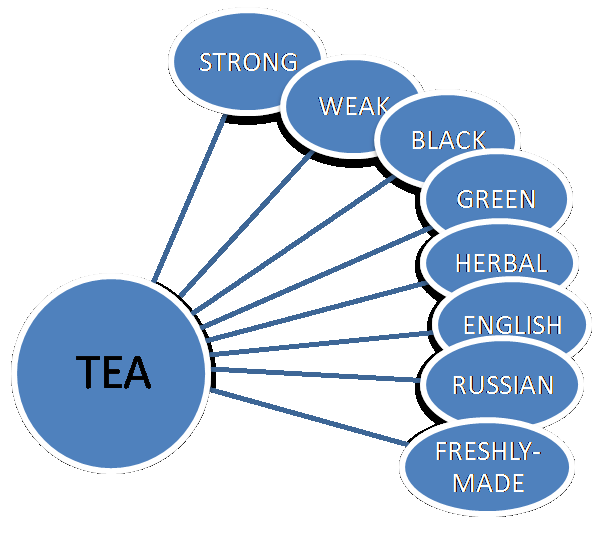 STRONG
WEAK
BLACK
GREEN
HERBAL
ENGLISH
RUSSIAN
FRESHLY-
MADE
TEA